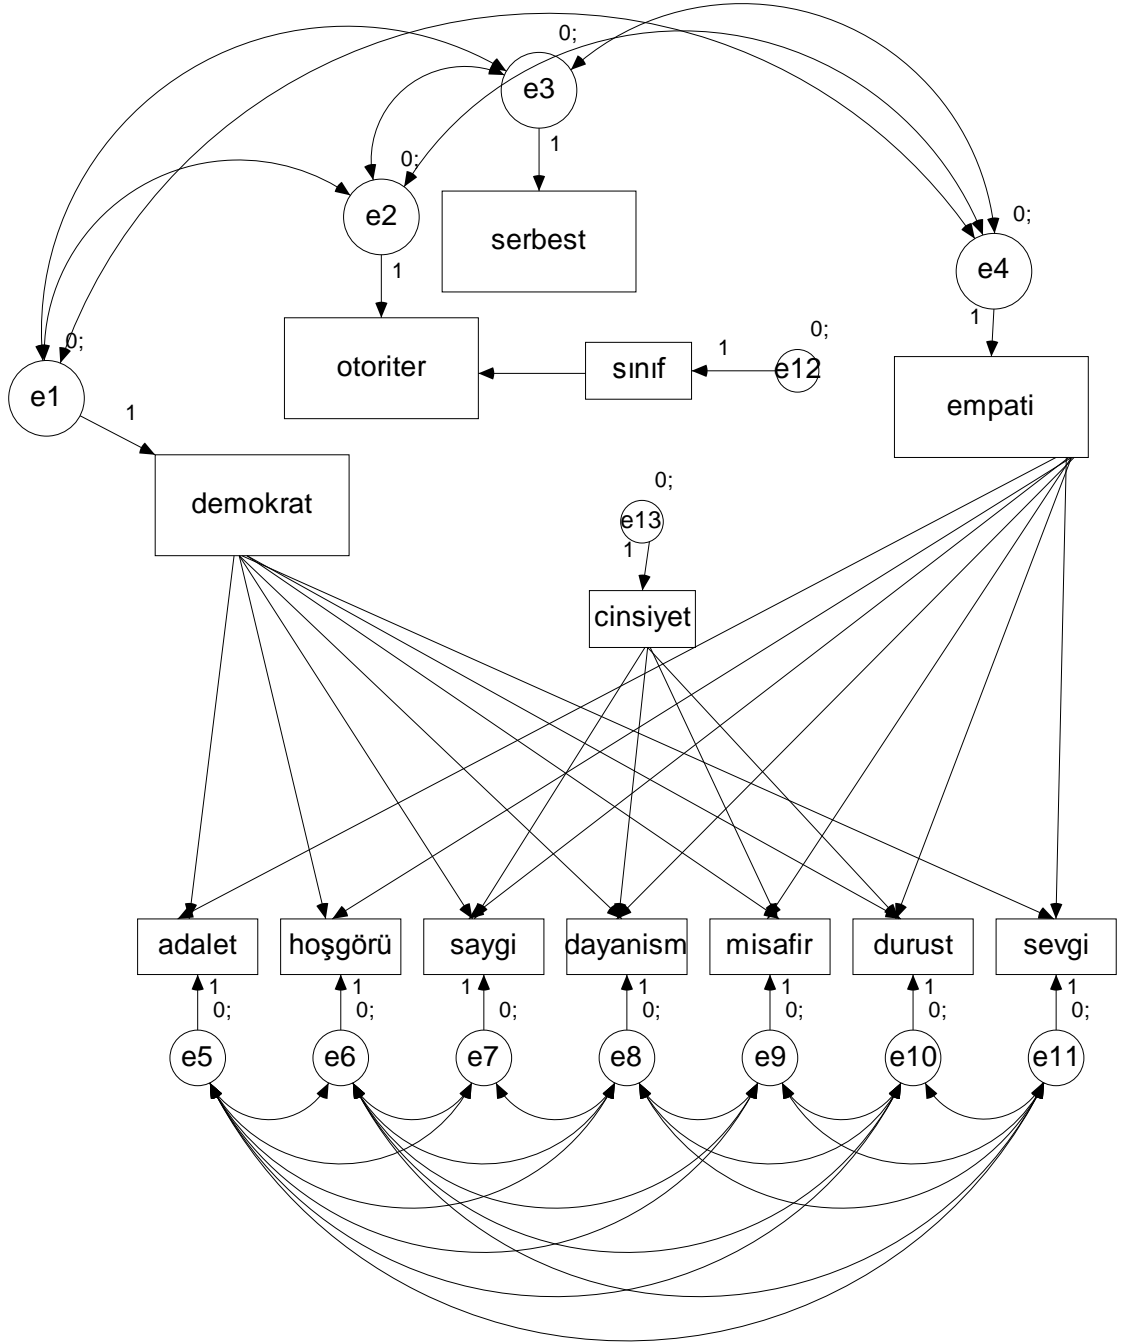 0;
e3
1
0;
e2
1
serbest
0;
e4
1
otoriter
sınıf
1
0;
e12
0;
e1
1
empati
demokrat
0;
e13
1
cinsiyet
adalet
hoşgörü
saygi
dayanism
misafir
durust
sevgi
1
1
1
1
1
1
1
0;
0;
0;
0;
0;
0;
0;
e5
e6
e7
e8
e9
e10
e11